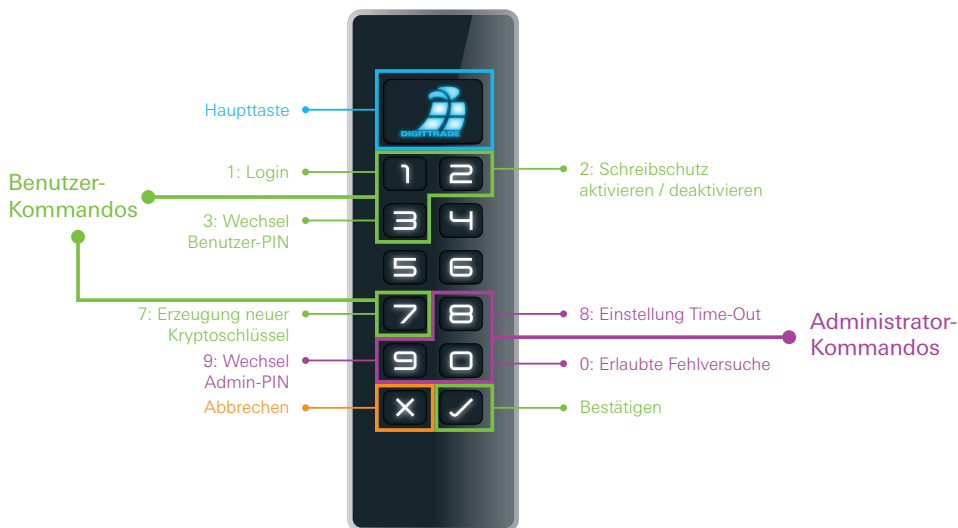 Haupttaste
DIGITTRADE
1: Login
1
2
2: Schreibschutz
aktivieren / deaktivieren
Benutzer-
Kommandos
3: Wechsel
Benutzer-PIN
3
4
5
6
7: Erzeugung neuer
Kryptoschlüssel
7
8
8: Einstellung Time-Out
Administrator-
Kommandos
9: Wechsel
Admin-PIN
9
0
0: Erlaubte Fehlversuche
Abbrechen
Bestätigen